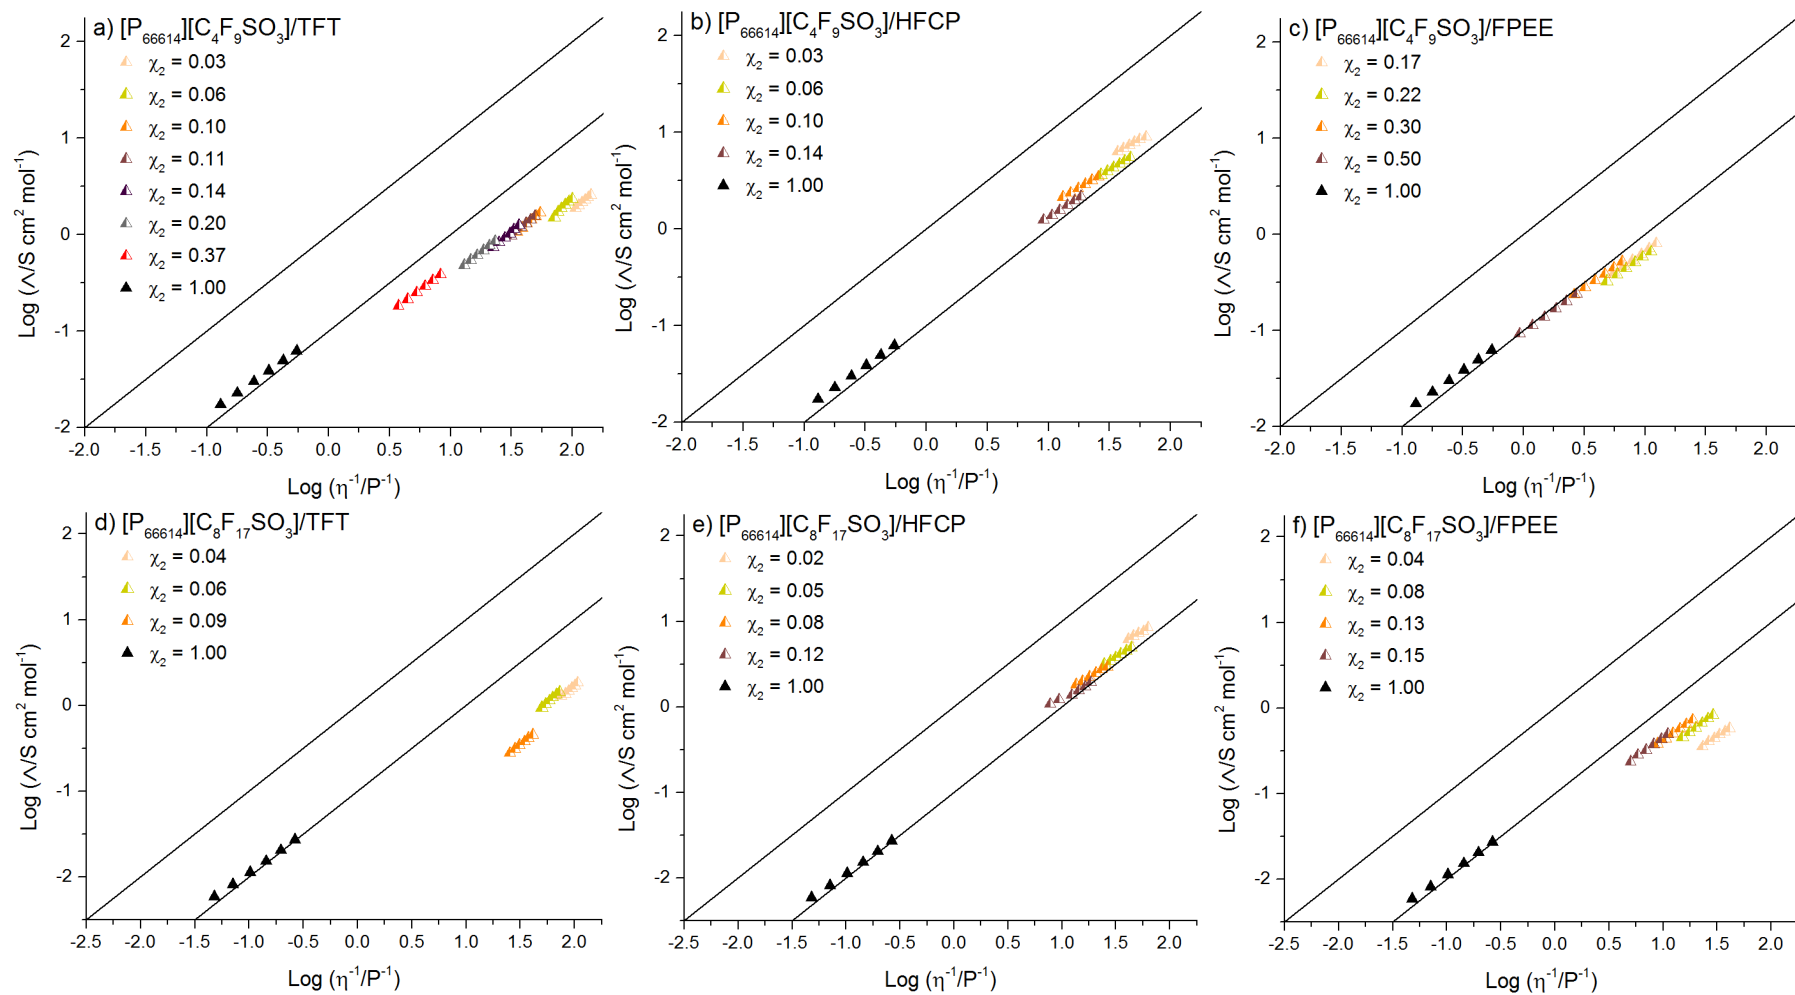 a) [P66614][C4F9SO3]/TFT
χ2 = 0.03
χ2 = 0.06
χ2 = 0.10
χ2 = 0.11
χ2 = 0.14
χ2 = 0.20
χ2 = 0.37
χ2 = 1.00
Log (Λ/S cm2 mol-1)
2
1
0
-1
-2
-2.0 -1.5 -1.0 -0.5 0.0 0.5 1.0 1.5 2.0
Log (η-1/P-1)
b) [P66614][C4F9SO3]/HFCP
χ2 = 0.03
χ2 = 0.06
χ2 = 0.10
χ2 = 0.14
χ2 = 1.00
Log (Λ/S cm2 mol-1)
2
1
0
-1
-2
-2.0 -1.5 -1.0 -0.5 0.0 0.5 1.0 1.5 2.0
Log (η-1/P-1)
c) [P66614][C4F9SO3]/FPEE
χ2 = 0.17
χ2 = 0.22
χ2 = 0.30
χ2 = 0.50
χ2 = 1.00
Log (Λ/S cm2 mol-1)
2
1
0
-1
-2
-2.0 -1.5 -1.0 -0.5 0.0 0.5 1.0 1.5 2.0
Log (η-1/P-1)
d) [P66614][C8F17SO3]/TFT
χ2 = 0.04
χ2 = 0.06
χ2 = 0.09
χ2 = 1.00
Log (Λ/S cm2 mol-1)
2
1
0
-1
-2
-2.5 -2.0 -1.5 -1.0 -0.5 0.0 0.5 1.0 1.5 2.0
Log (η-1/P-1)
e) [P66614][C8F17SO3]/HFCP
χ2 = 0.02
χ2 = 0.05
χ2 = 0.08
χ2 = 0.12
χ2 = 1.00
Log (Λ/S cm2 mol-1)
2
1
0
-1
-2
-2.5 -2.0 -1.5 -1.0 -0.5 0.0 0.5 1.0 1.5 2.0
Log (η-1/P-1)
f) [P66614][C8F17SO3]/FPEE
χ2 = 0.04
χ2 = 0.08
χ2 = 0.13
χ2 = 0.15
χ2 = 1.00
Log (Λ/S cm2 mol-1)
2
1
0
-1
-2
-2.5 -2.0 -1.5 -1.0 -0.5 0.0 0.5 1.0 1.5 2.0
Log (η-1/P-1)